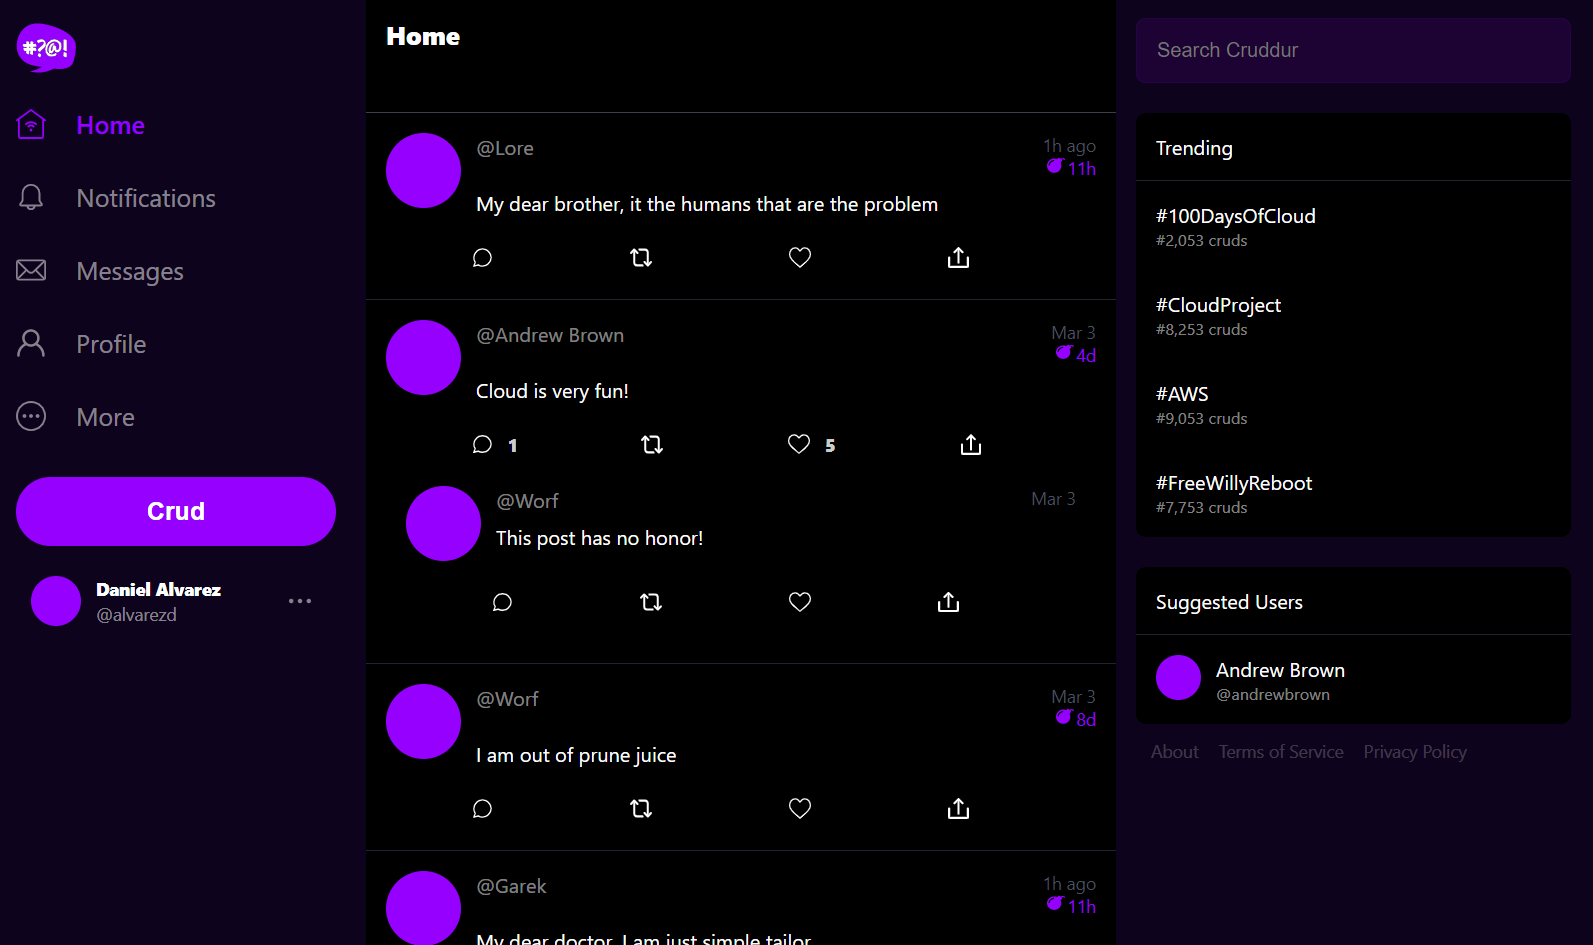 #?@!
Home
Notifications
Messages
Profile
More
Crud
Daniel Alvarez
@alvarezd
Home
@Lore
1h ago
11h
My dear brother, it the humans that are the problem
@Andrew Brown
Mar 3
4d
Cloud is very fun!
1
5
@Worf
Mar 3
This post has no honor!
@Worf
Mar 3
8d
I am out of prune juice
@Garek
1h ago
11h
My dear doctor, I am just simple tailor
Search Cruddur
Trending
#100DaysOfCloud
#2,053 cruds
#CloudProject
#8,253 cruds
#AWS
#9,053 cruds
#FreeWillyReboot
#7,753 cruds
Suggested Users
Andrew Brown
@andrewbrown
About Terms of Service Privacy Policy